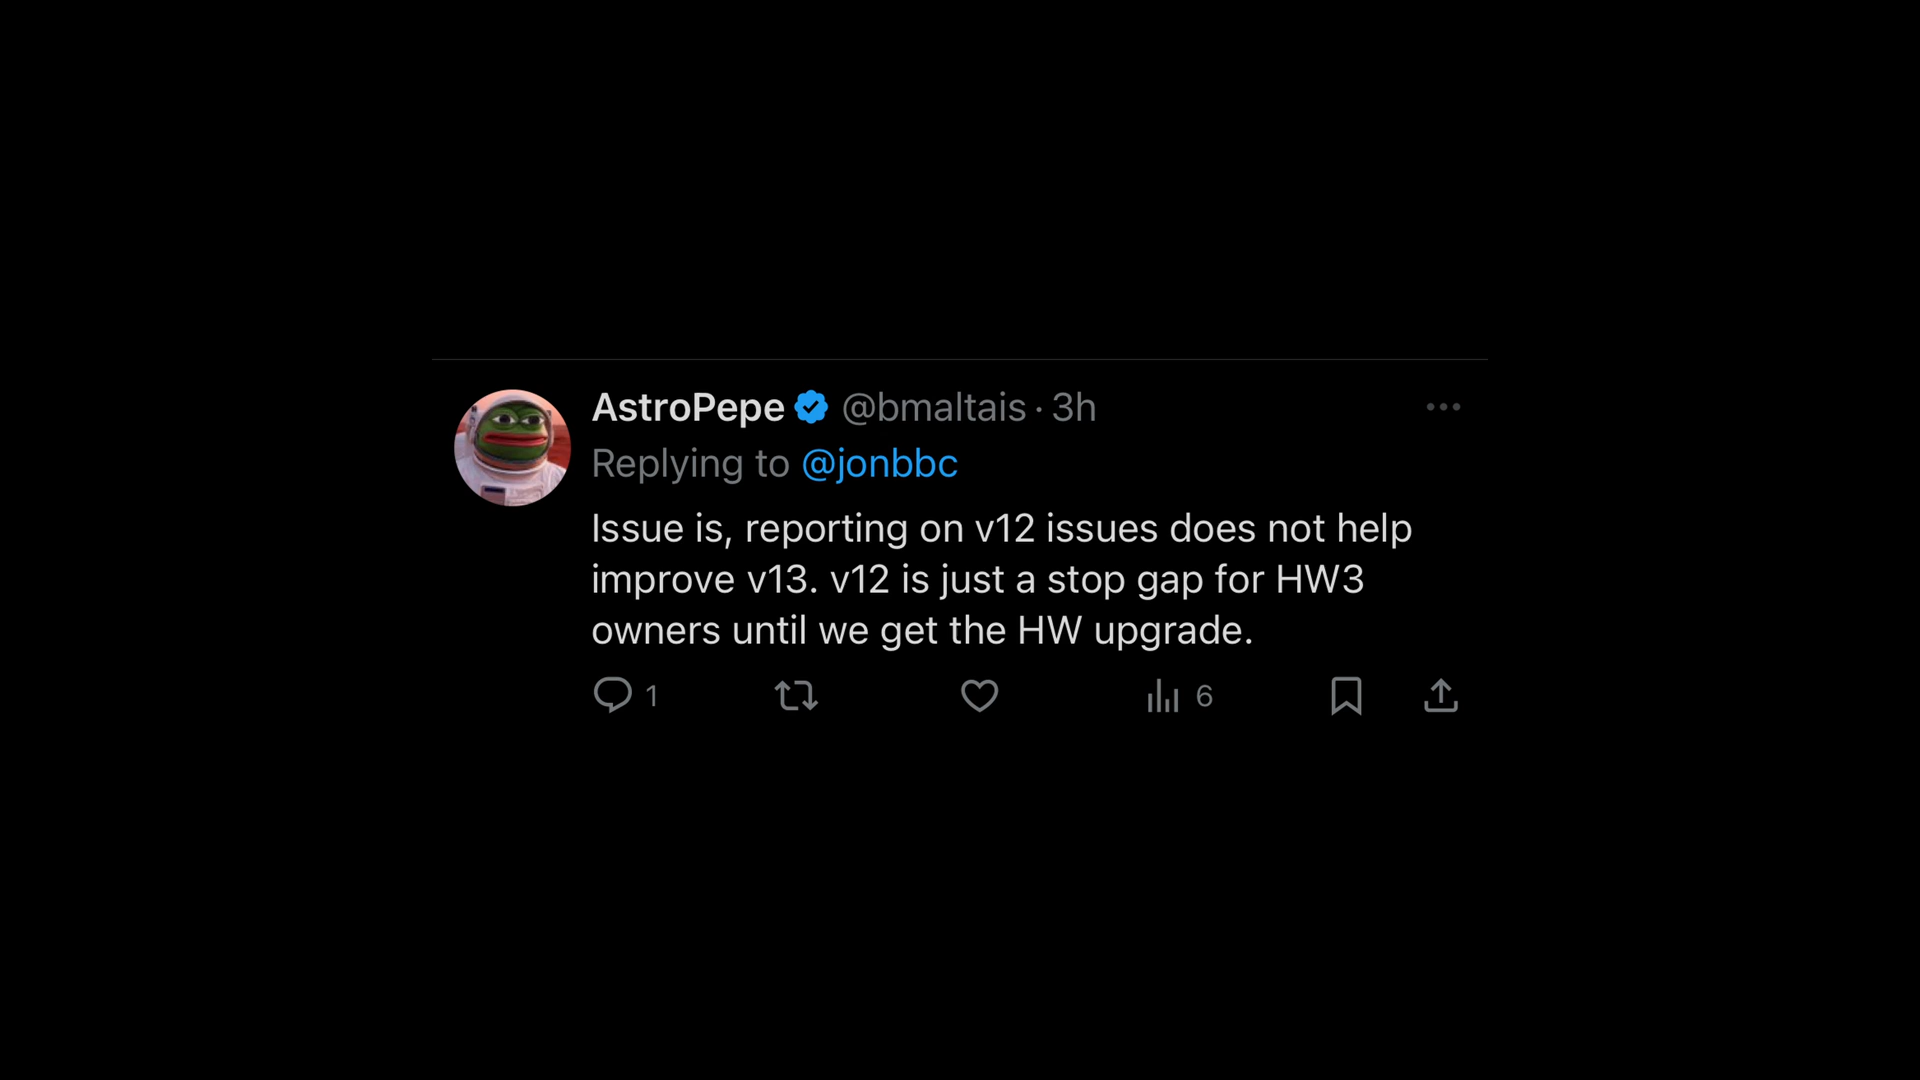 AstroPepe @bmaltais · 3h
Replying to @jonbbc
Issue is, reporting on v12 issues does not help
improve v13. v12 is just a stop gap for HW3
owners until we get the HW upgrade.
1 6